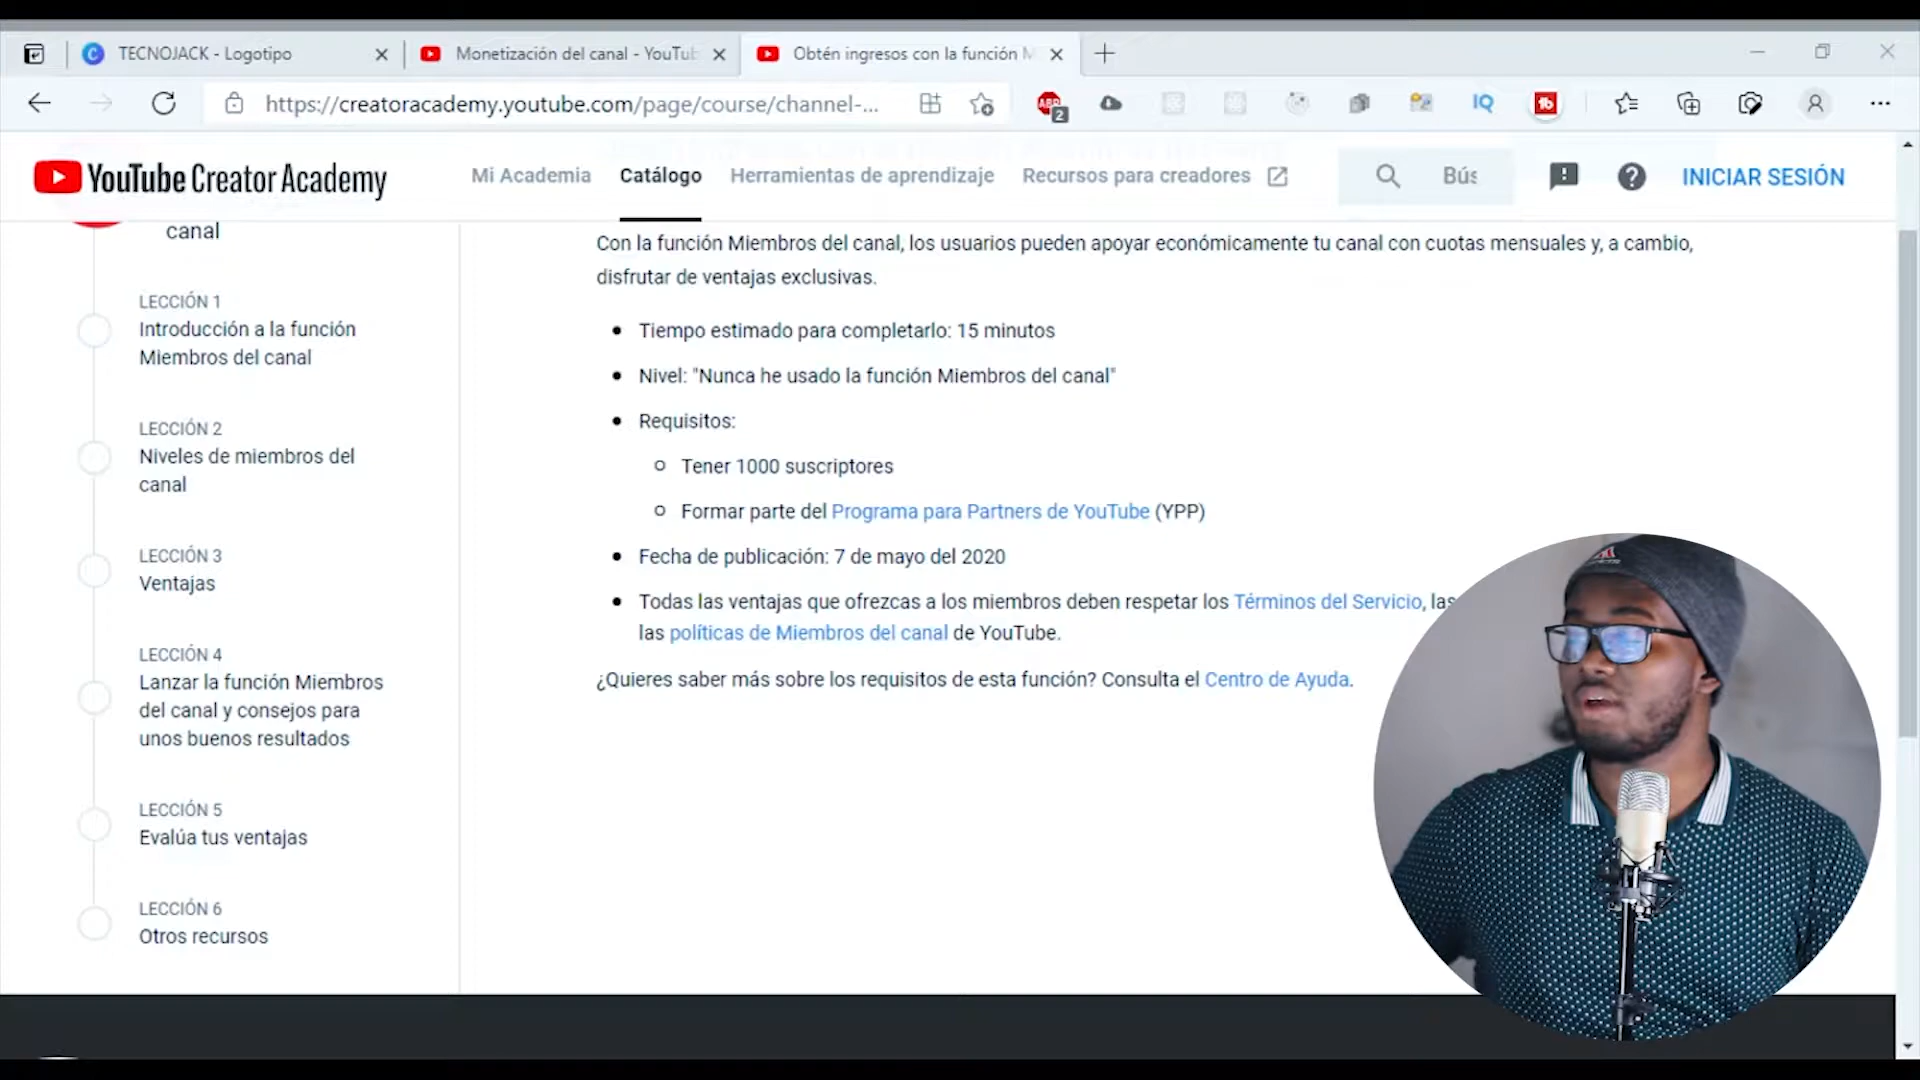 TECNOJACK - Logotipo
Monetización del canal - YouTub
Obtén ingresos con la función M
https://creatoracademy.youtube.com/page/course/channel-...
ABP
2
IQ
YouTube Creator Academy
Mi Academia
Catálogo
Herramientas de aprendizaje
Recursos para creadores
Bús
INICIAR SESIÓN
canal
LECCIÓN 1
Introducción a la función
Miembros del canal
LECCIÓN 2
Niveles de miembros del
canal
LECCIÓN 3
Ventajas
LECCIÓN 4
Lanzar la función Miembros
del canal y consejos para
unos buenos resultados
LECCIÓN 5
Evalúa tus ventajas
LECCIÓN 6
Otros recursos
Con la función Miembros del canal, los usuarios pueden apoyar económicamente tu canal con cuotas mensuales y, a cambio,
disfrutar de ventajas exclusivas.
Tiempo estimado para completarlo: 15 minutos
Nivel: "Nunca he usado la función Miembros del canal"
Requisitos:
Tener 1000 suscriptores
Formar parte del Programa para Partners de YouTube (YPP)
Fecha de publicación: 7 de mayo del 2020
Todas las ventajas que ofrezcas a los miembros deben respetar los Términos del Servicio, las
las políticas de Miembros del canal de YouTube.
¿Quieres saber más sobre los requisitos de esta función? Consulta el Centro de Ayuda.